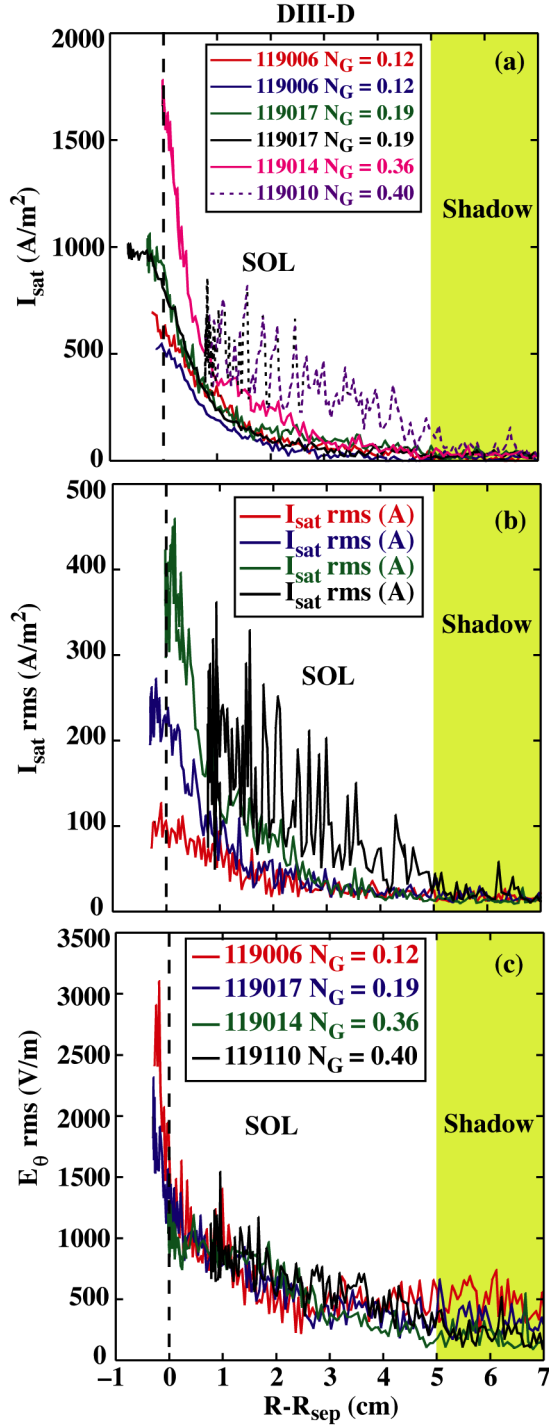 DIII-D
(a)
2000
1500
1000
500
0
I_sat (A/m²)
119006 N_G = 0.12
119006 N_G = 0.12
119017 N_G = 0.19
119017 N_G = 0.19
119014 N_G = 0.36
119010 N_G = 0.40
SOL
Shadow
(b)
500
400
300
200
100
0
I_sat rms (A/m²)
I_sat rms (A)
I_sat rms (A)
I_sat rms (A)
I_sat rms (A)
SOL
Shadow
(c)
3500
3000
2500
2000
1500
1000
500
0
E_θ rms (V/m)
119006 N_G = 0.12
119017 N_G = 0.19
119014 N_G = 0.36
119110 N_G = 0.40
SOL
Shadow
–1 0 1 2 3 4 5 6 7
R-R_sep (cm)